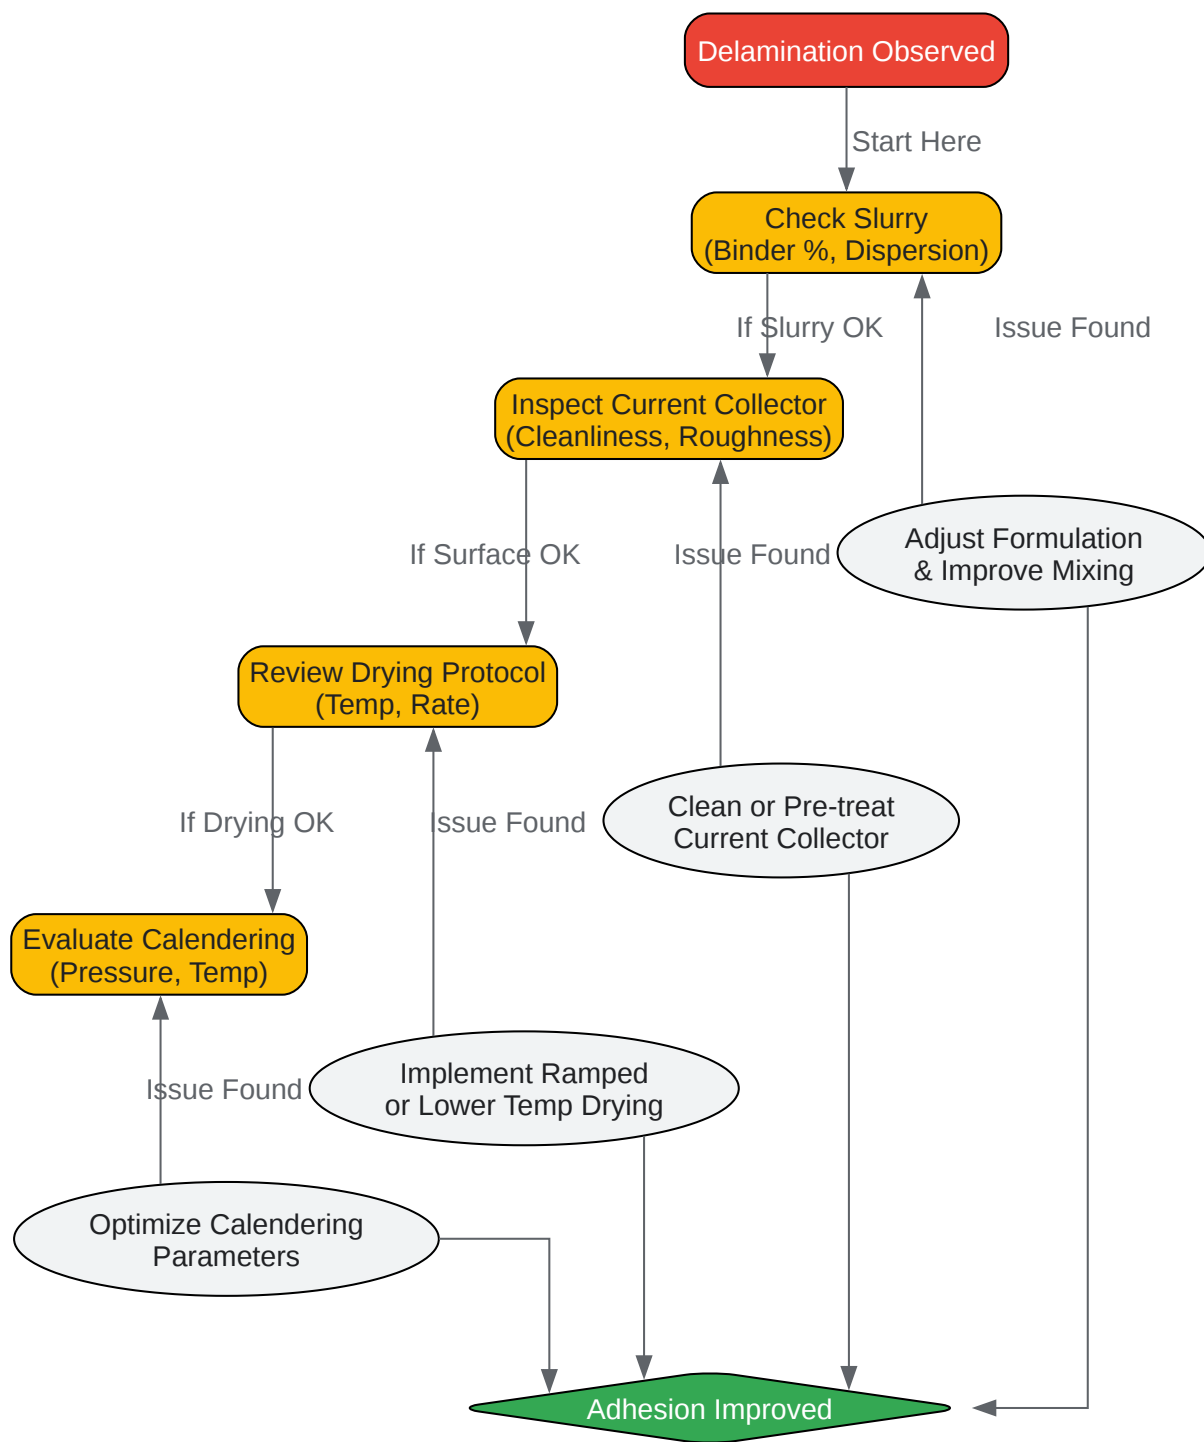 Delamination Observed
Start Here
Check Slurry
(Binder %, Dispersion)
If Slurry OK
Issue Found
Inspect Current Collector
(Cleanliness, Roughness)
If Surface OK
Issue Found
Adjust Formulation
& Improve Mixing
Review Drying Protocol
(Temp, Rate)
If Drying OK
Issue Found
Clean or Pre-treat
Current Collector
Evaluate Calendering
(Pressure, Temp)
Issue Found
Implement Ramped
or Lower Temp Drying
Optimize Calendering
Parameters
Adhesion Improved